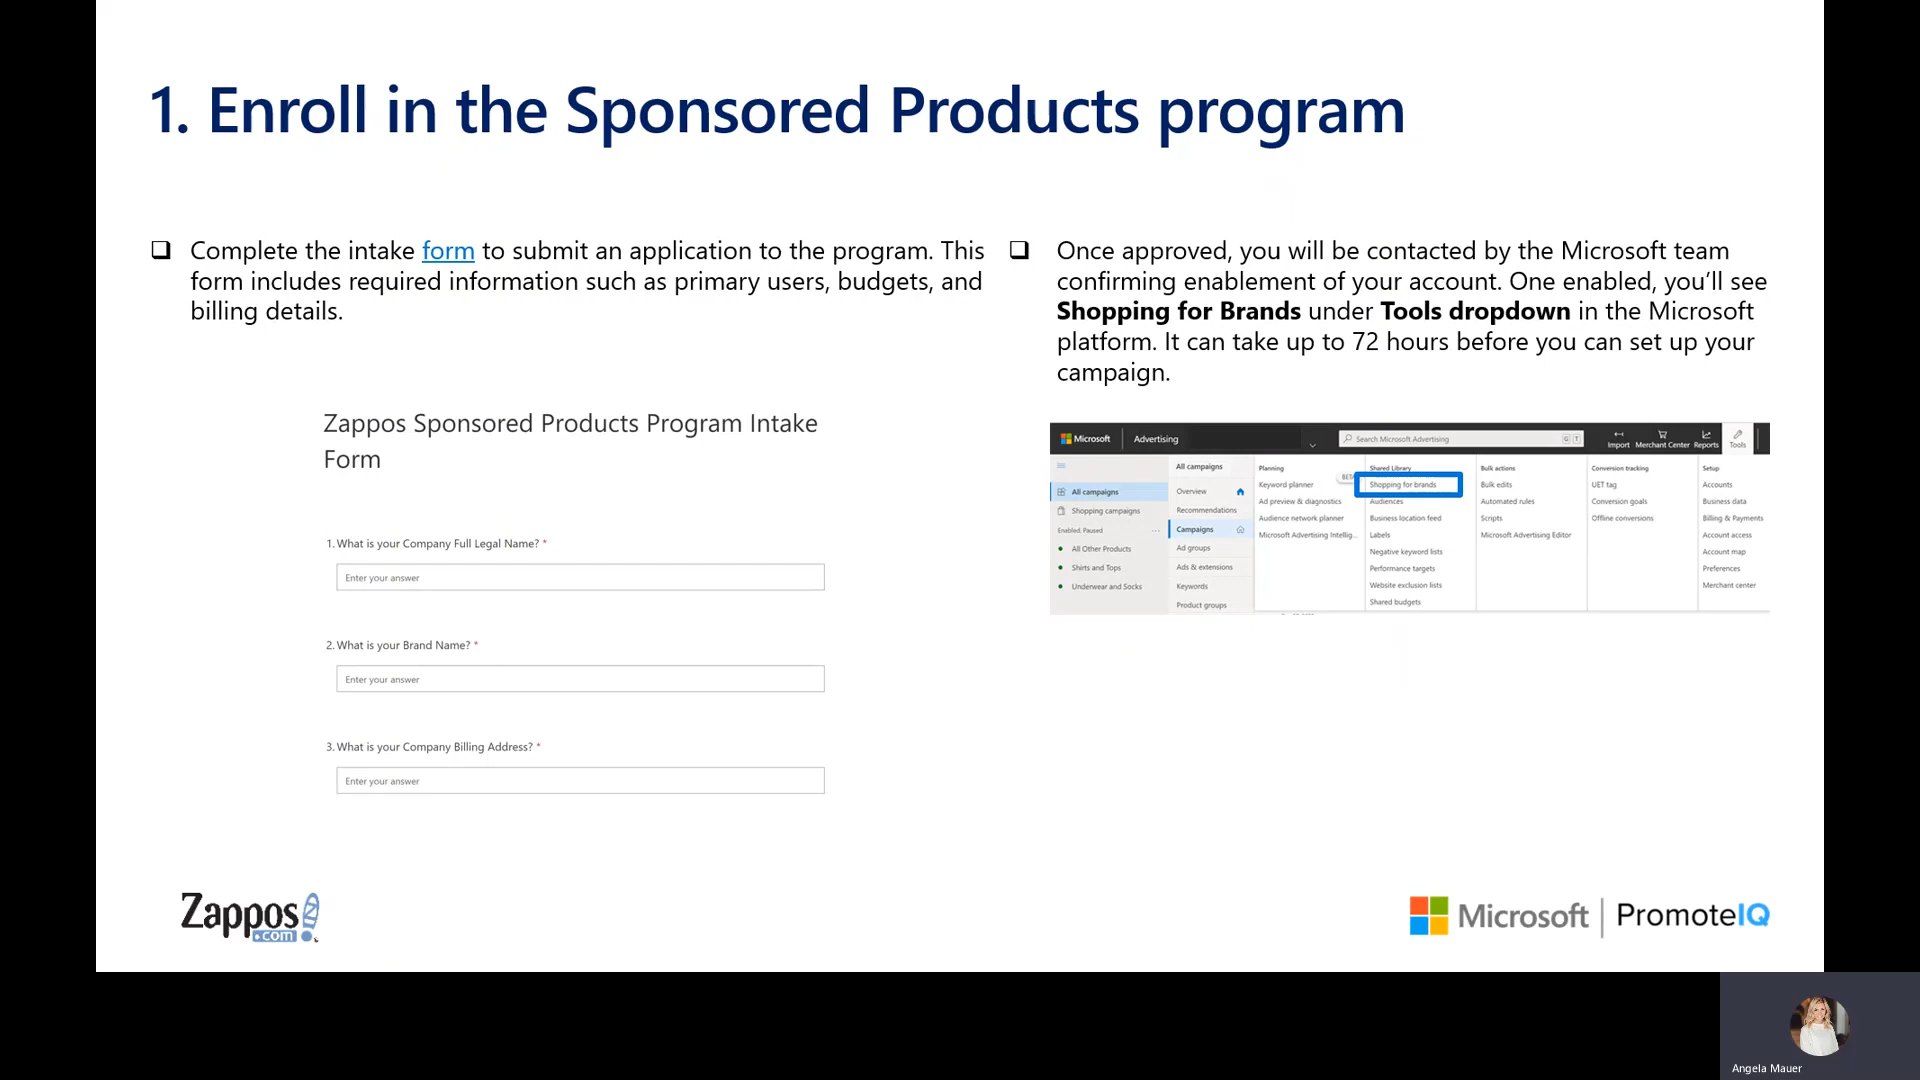 1. Enroll in the Sponsored Products program
Complete the intake form to submit an application to the program. This
form includes required information such as primary users, budgets, and
billing details.
Once approved, you will be contacted by the Microsoft team
confirming enablement of your account. One enabled, you’ll see
Shopping for Brands under Tools dropdown in the Microsoft
platform. It can take up to 72 hours before you can set up your
campaign.
Zappos Sponsored Products Program Intake
Form
1. What is your Company Full Legal Name? *
Enter your answer
2. What is your Brand Name? *
Enter your answer
3. What is your Company Billing Address? *
Enter your answer
Microsoft | Advertising
Search Microsoft Advertising
G T
Import
Merchant Center
Reports
Tools
All campaigns
Shopping campaigns
Enabled: Paused
All Other Products
Shirts and Tops
Underwear and Socks
All campaigns
Overview
Recommendations
Campaigns
Ad groups
Ads & extensions
Keywords
Product groups
Planning
Keyword planner
Ad preview & diagnostics
Audience network planner
Microsoft Advertising Intellig...
BETA
Shared Library
Shopping for brands
Audiences
Business location feed
Labels
Negative keyword lists
Performance targets
Website exclusion lists
Shared budgets
Bulk actions
Bulk edits
Automated rules
Scripts
Microsoft Advertising Editor
Conversion tracking
UET tag
Conversion goals
Offline conversions
Setup
Accounts
Business data
Billing & Payments
Account access
Account map
Preferences
Merchant center
Zappos
.com
Microsoft | PromoteIQ
Angela Mauer